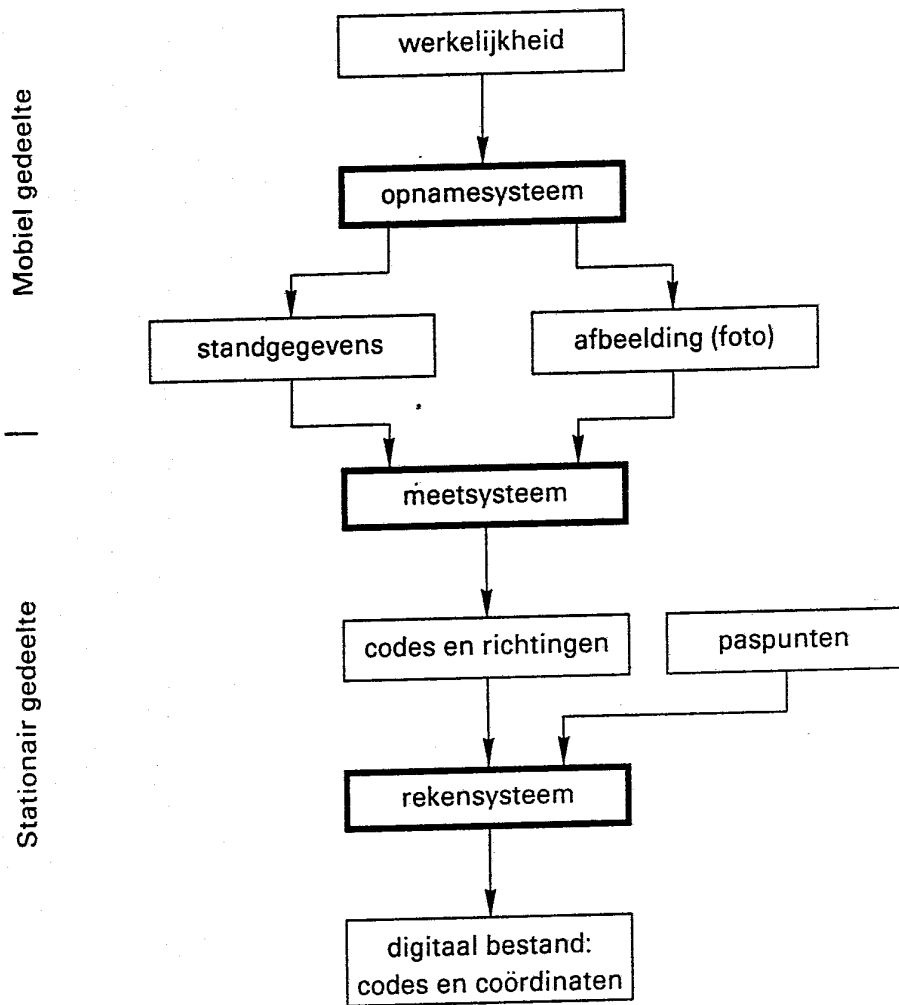 werkelijkheid
Mobiel gedeelte
opnamesysteem
standgegevens
afbeelding (foto)
meetsysteem
Stationair gedeelte
codes en richtingen
paspunten
rekensysteem
digitaal bestand:
codes en coördinaten